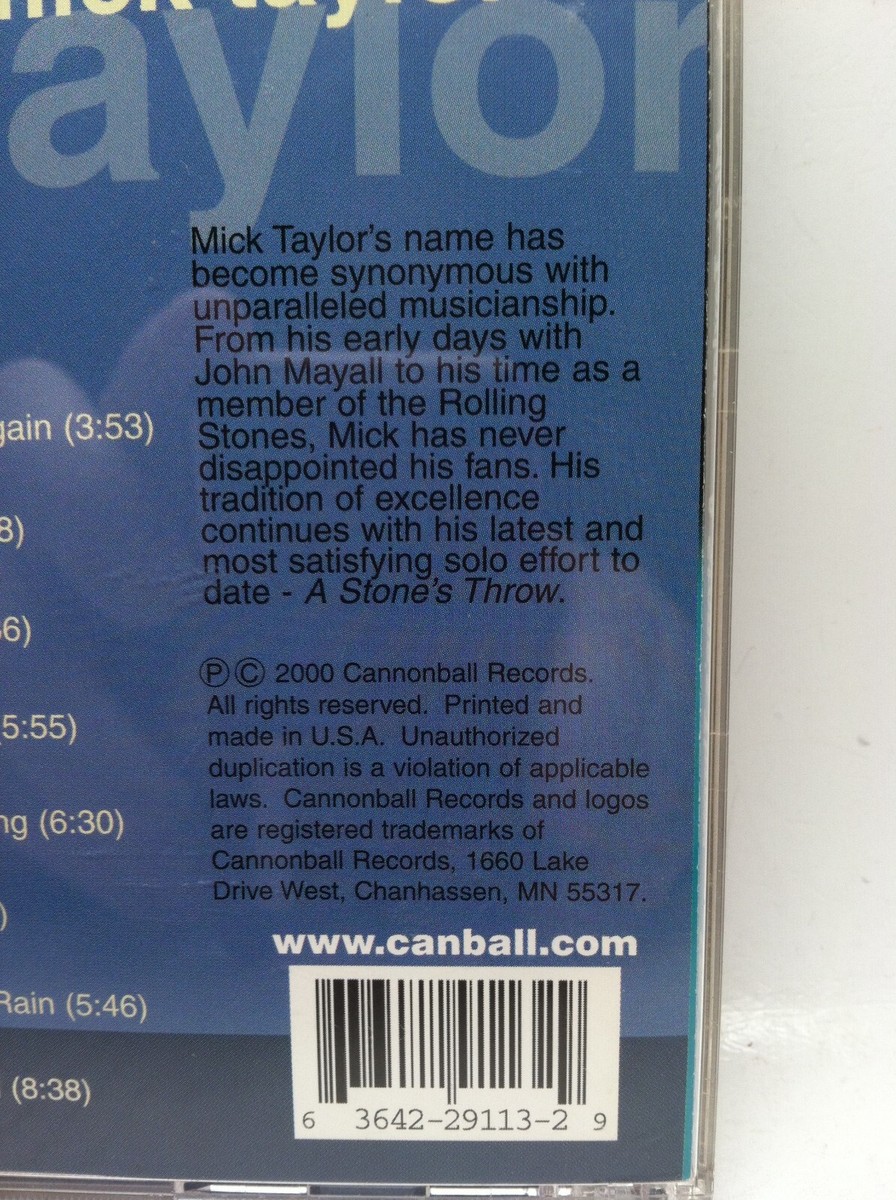 mick taylor
aylor
Mick Taylor's name has
become synonymous with
unparalleled musicianship.
From his early days with
John Mayall to his time as a
member of the Rolling
Stones, Mick has never
disappointed his fans. His
tradition of excellence
continues with his latest and
most satisfying solo effort to
date - A Stone's Throw.
gain (3:53)
8)
6)
5:55)
ng (6:30)
)
Rain (5:46)
(8:38)
Ⓟ Ⓒ 2000 Cannonball Records.
All rights reserved. Printed and
made in U.S.A. Unauthorized
duplication is a violation of applicable
laws. Cannonball Records and logos
are registered trademarks of
Cannonball Records, 1660 Lake
Drive West, Chanhassen, MN 55317.
www.canball.com
6 3642-29113-2 9